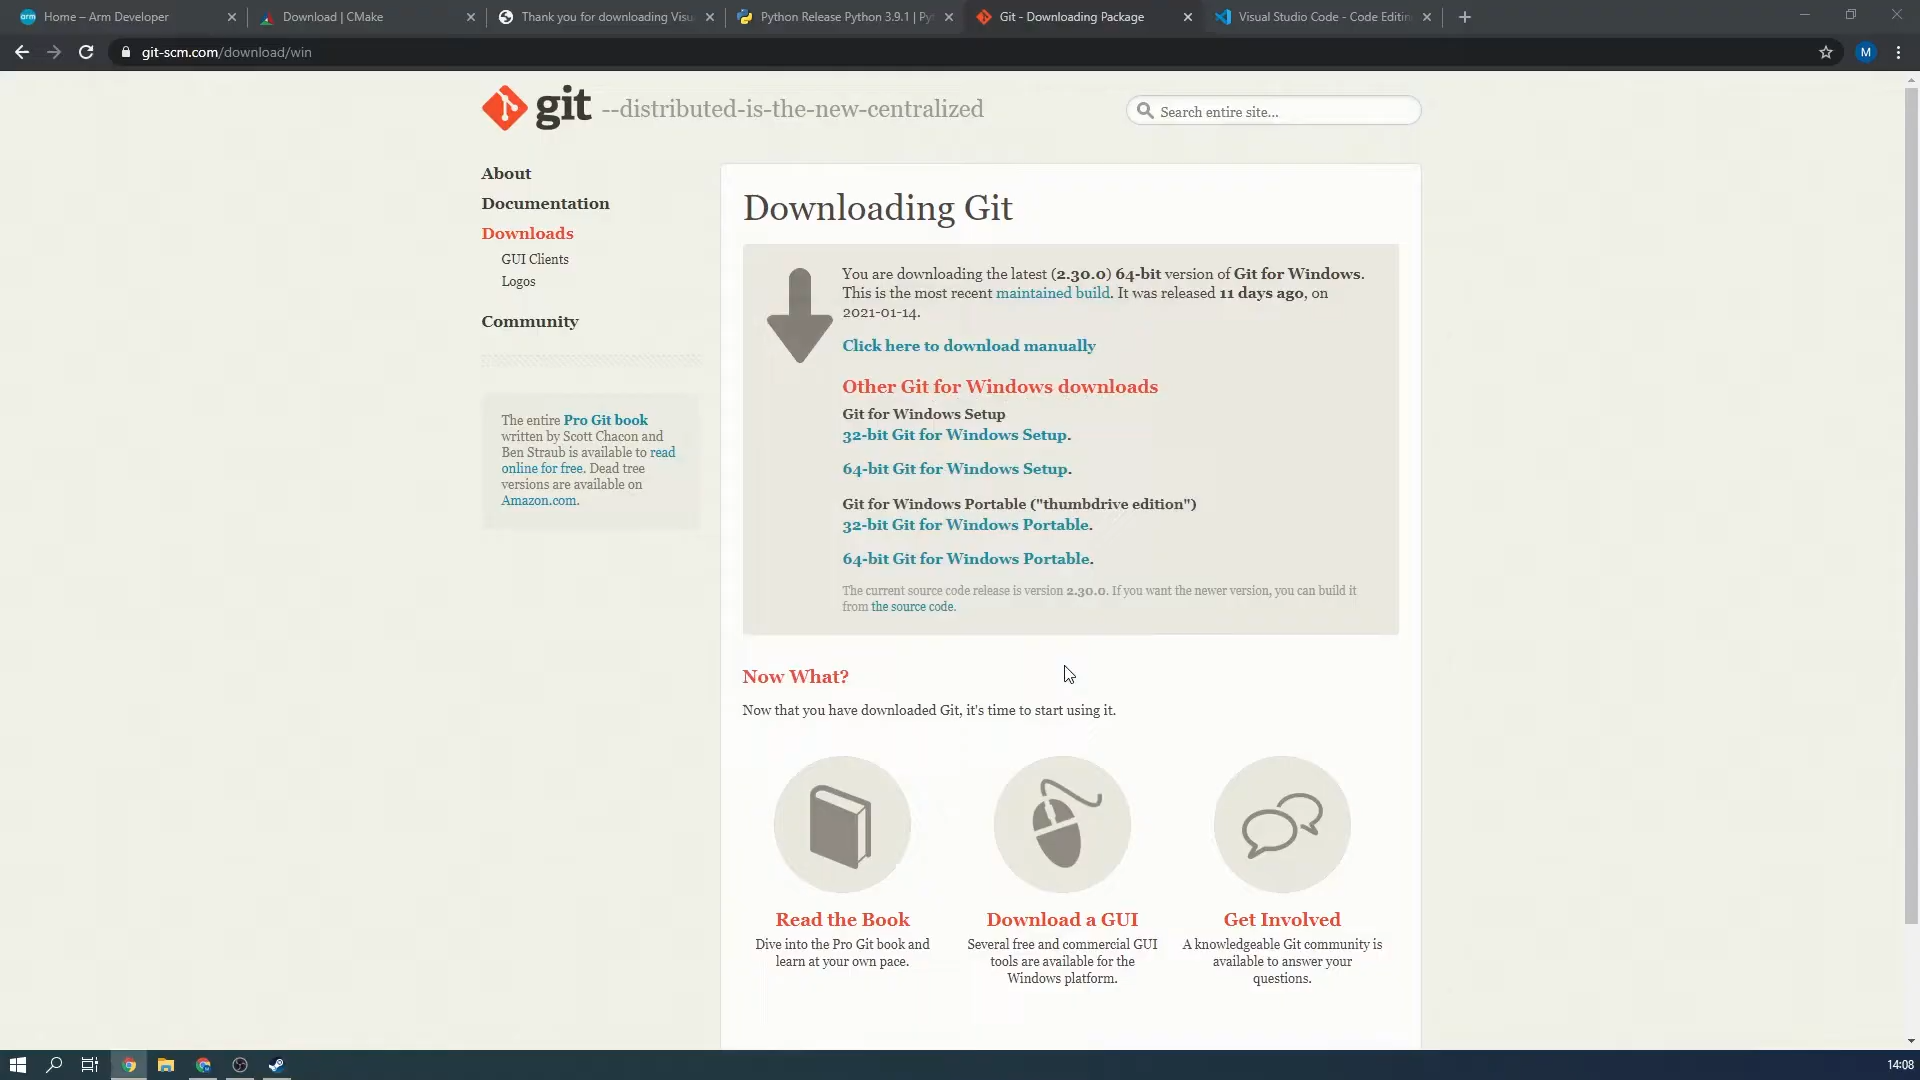 Home – Arm Developer
Download | CMake
Thank you for downloading Visu
Python Release Python 3.9.1 | Pyt
Git - Downloading Package
Visual Studio Code - Code Editin
git-scm.com/download/win
M
git --distributed-is-the-new-centralized
Search entire site...
About
Documentation
Downloads
GUI Clients
Logos
Community
The entire Pro Git book
written by Scott Chacon and
Ben Straub is available to read
online for free. Dead tree
versions are available on
Amazon.com.
Downloading Git
You are downloading the latest (2.30.0) 64-bit version of Git for Windows.
This is the most recent maintained build. It was released 11 days ago, on
2021-01-14.
Click here to download manually
Other Git for Windows downloads
Git for Windows Setup
32-bit Git for Windows Setup.
64-bit Git for Windows Setup.
Git for Windows Portable ("thumbdrive edition")
32-bit Git for Windows Portable.
64-bit Git for Windows Portable.
The current source code release is version 2.30.0. If you want the newer version, you can build it
from the source code.
Now What?
Now that you have downloaded Git, it's time to start using it.
Read the Book
Dive into the Pro Git book and
learn at your own pace.
Download a GUI
Several free and commercial GUI
tools are available for the
Windows platform.
Get Involved
A knowledgeable Git community is
available to answer your
questions.
14:08